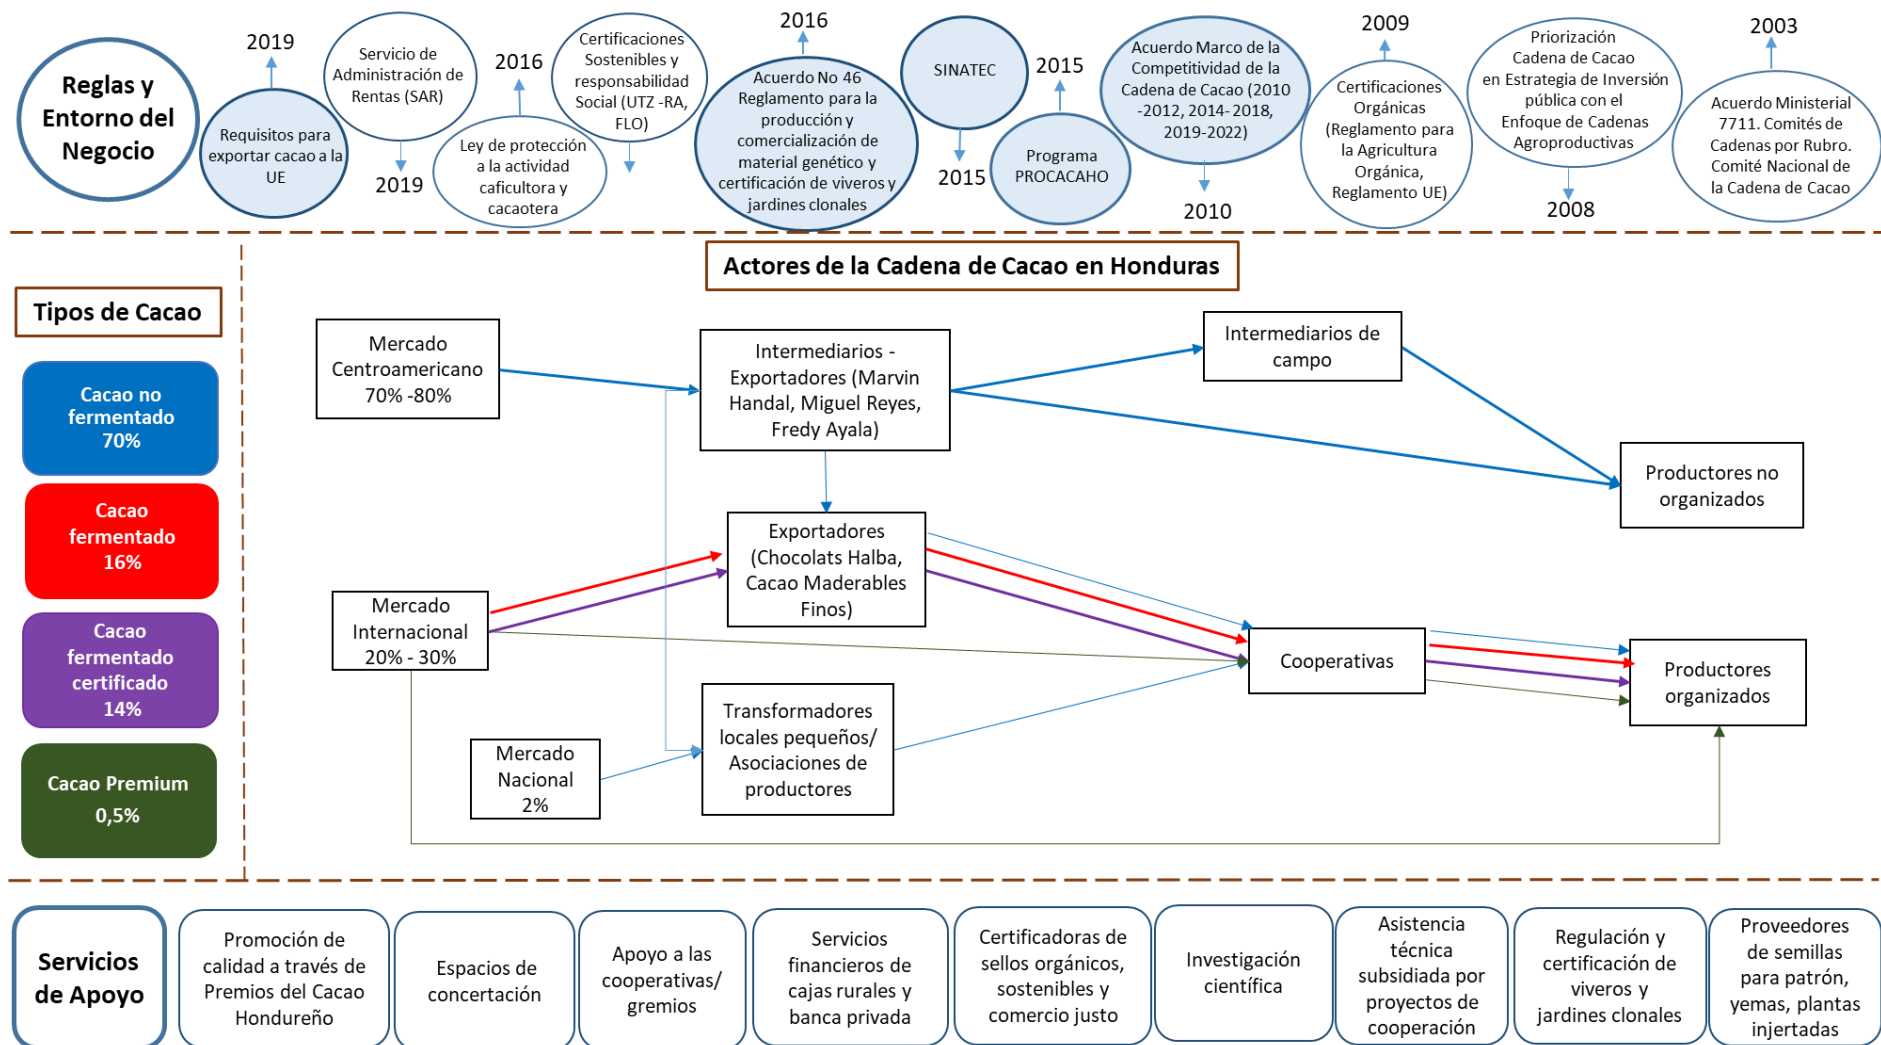 Reglas y
Entorno del
Negocio
2019
Requisitos para
exportar cacao a la
UE
Servicio de
Administración de
Rentas (SAR)
2019
2016
Ley de protección
a la actividad
caficultora y
cacaotera
Certificaciones
Sostenibles y
responsabilidad
Social (UTZ -RA,
FLO)
2016
Acuerdo No 46
Reglamento para la
producción y
comercialización de
material genético y
certificación de viveros y
jardines clonales
SINATEC
2015
2015
Programa
PROCACAHO
Acuerdo Marco de la
Competitividad de la
Cadena de Cacao (2010
-2012, 2014- 2018,
2019-2022)
2010
2009
Certificaciones
Orgánicas
(Reglamento para
la Agricultura
Orgánica,
Reglamento UE)
Priorización
Cadena de Cacao
en Estrategia de Inversión
pública con el
Enfoque de Cadenas
Agroproductivas
2008
2003
Acuerdo Ministerial
7711. Comités de
Cadenas por Rubro.
Comité Nacional de
la Cadena de Cacao
Actores de la Cadena de Cacao en Honduras
Tipos de Cacao
Cacao no
fermentado
70%
Cacao
fermentado
16%
Cacao
fermentado
certificado
14%
Cacao Premium
0,5%
Mercado
Centroamericano
70% -80%
Intermediarios -
Exportadores (Marvin
Handal, Miguel Reyes,
Fredy Ayala)
Intermediarios de
campo
Productores no
organizados
Exportadores
(Chocolats Halba,
Cacao Maderables
Finos)
Mercado
Internacional
20% - 30%
Cooperativas
Productores
organizados
Transformadores
locales pequeños/
Asociaciones de
productores
Mercado
Nacional
2%
Servicios
de Apoyo
Promoción de
calidad a través de
Premios del Cacao
Hondureño
Espacios de
concertación
Apoyo a las
cooperativas/
gremios
Servicios
financieros de
cajas rurales y
banca privada
Certificadoras de
sellos orgánicos,
sostenibles y
comercio justo
Investigación
científica
Asistencia
técnica
subsidiada por
proyectos de
cooperación
Regulación y
certificación de
viveros y
jardines clonales
Proveedores
de semillas
para patrón,
yemas, plantas
injertadas